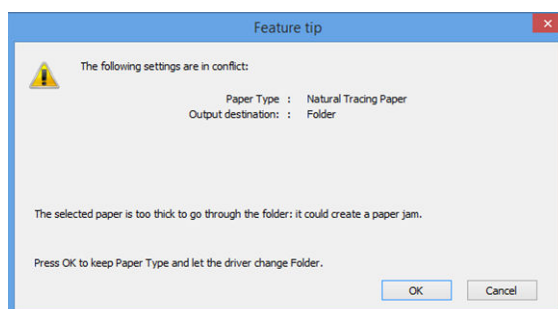 Feature tip
The following settings are in conflict:
Paper Type : Natural Tracing Paper
Output destination: : Folder
The selected paper is too thick to go through the folder: it could create a paper jam.
Press OK to keep Paper Type and let the driver change Folder.
OK Cancel